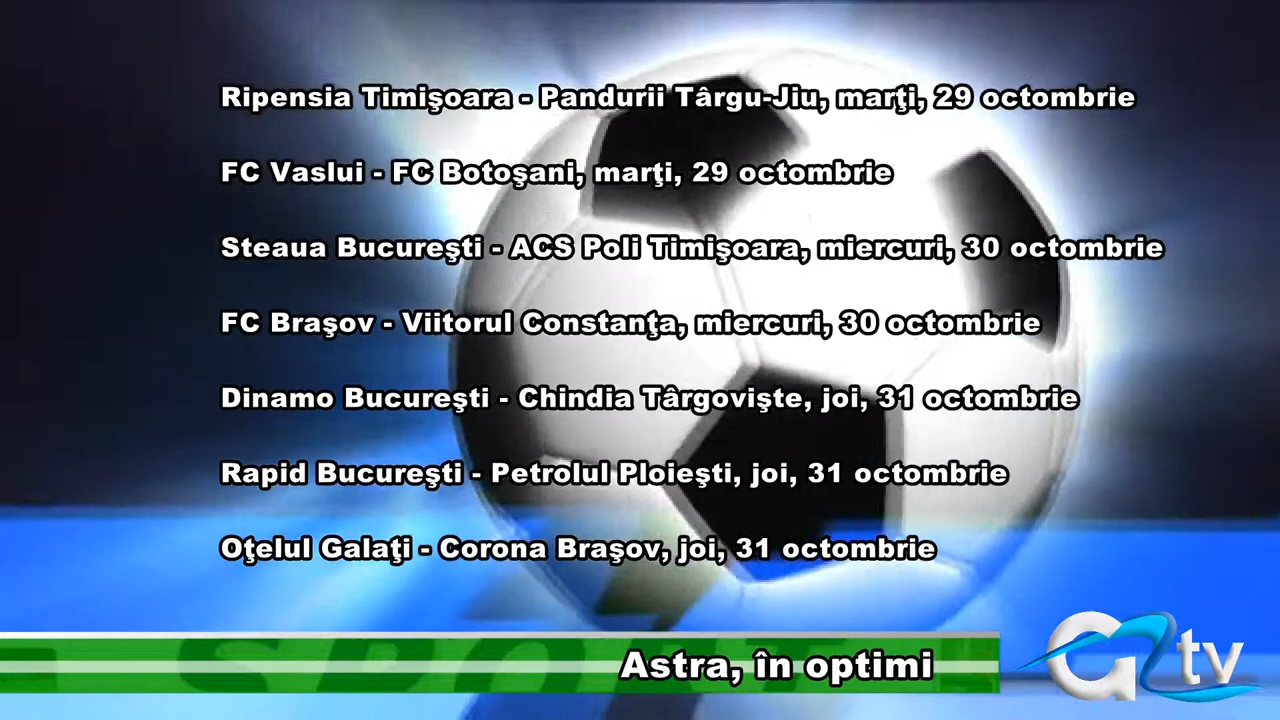 Ripensia Timişoara - Pandurii Târgu-Jiu, marţi, 29 octombrie
FC Vaslui - FC Botoşani, marţi, 29 octombrie
Steaua Bucureşti - ACS Poli Timişoara, miercuri, 30 octombrie
FC Braşov - Viitorul Constanţa, miercuri, 30 octombrie
Dinamo Bucureşti - Chindia Târgovişte, joi, 31 octombrie
Rapid Bucureşti - Petrolul Ploieşti, joi, 31 octombrie
Oţelul Galaţi - Corona Braşov, joi, 31 octombrie
SPORT
Astra, în optimi
G2 tv